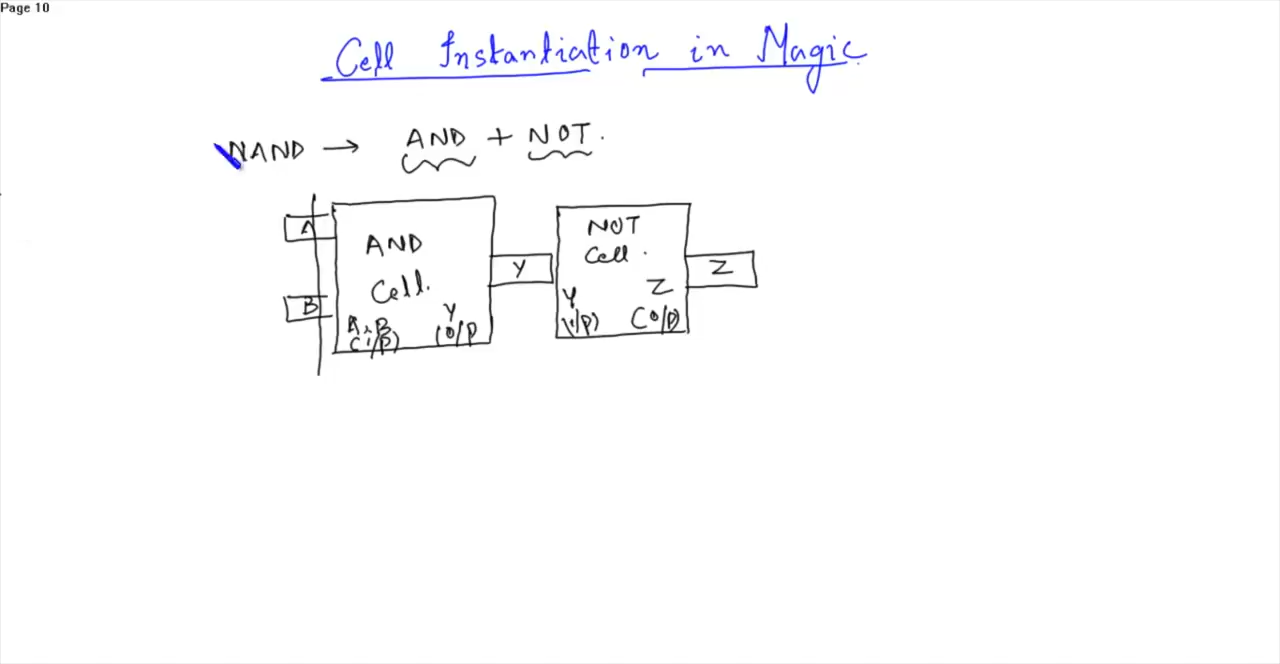 Page 10
Cell Instantiation in Magic
NAND → AND + NOT.
A
B
AND
Cell.
A, B
(i/p)
Y
(o/p
Y
NOT
Cell.
Y
(i/p)
Z
(o/p)
Z